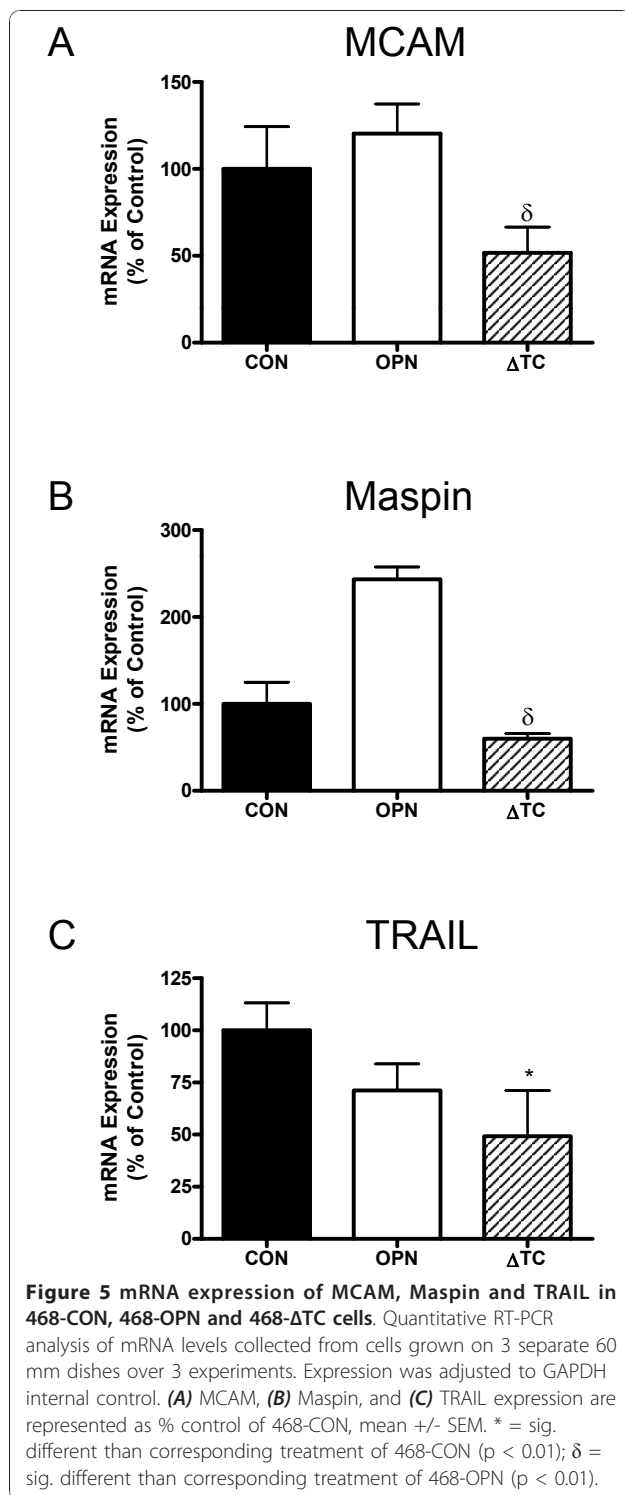 A MCAM
mRNA Expression
(% of Control)
150
100
50
0
δ
CON OPN ΔTC
B Maspin
mRNA Expression
(% of Control)
300
200
100
0
δ
CON OPN ΔTC
C TRAIL
mRNA Expression
(% of Control)
125
100
75
50
25
0
*
CON OPN ΔTC
Figure 5 mRNA expression of MCAM, Maspin and TRAIL in
468-CON, 468-OPN and 468-ΔTC cells. Quantitative RT-PCR
analysis of mRNA levels collected from cells grown on 3 separate 60
mm dishes over 3 experiments. Expression was adjusted to GAPDH
internal control. (A) MCAM, (B) Maspin, and (C) TRAIL expression are
represented as % control of 468-CON, mean +/- SEM. * = sig.
different than corresponding treatment of 468-CON (p < 0.01); δ =
sig. different than corresponding treatment of 468-OPN (p < 0.01).